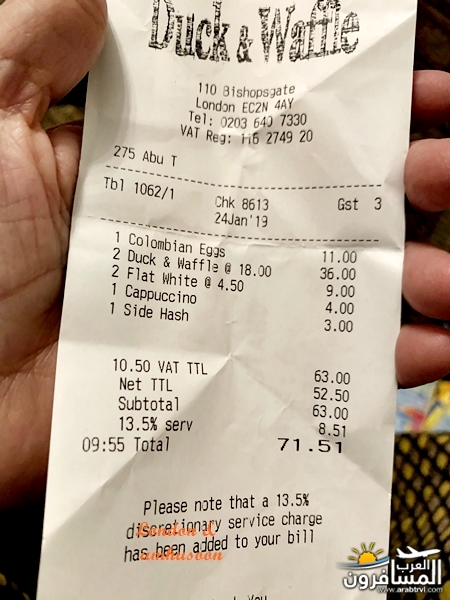 Duck & Waffle
110 Bishopsgate
London EC2N 4AY
Tel: 0203 640 7330
VAT Reg: 116 2749 20
275 Abu T
Tbl 1062/1 Chk 8613 Gst 3
24Jan'19
1 Colombian Eggs 11.00
2 Duck & Waffle @ 18.00 36.00
2 Flat White @ 4.50 9.00
1 Cappuccino 4.00
1 Side Hash 3.00
10.50 VAT TTL 63.00
Net TTL 52.50
Subtotal 63.00
13.5% serv 8.51
09:55 Total 71.51
Please note that a 13.5%
discretionary service charge
has been added to your bill
London &
العرب
المسافرون
www.arabtrvl.com